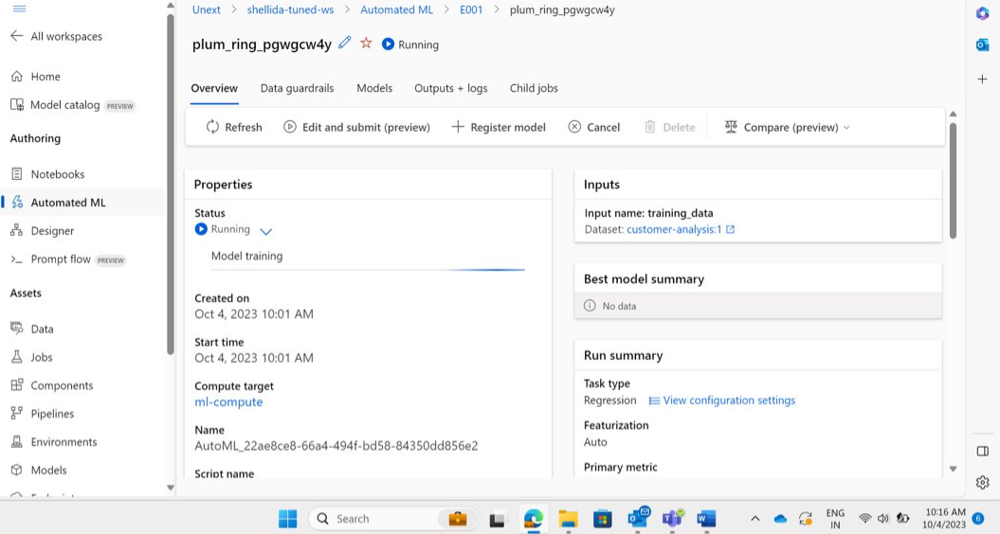 Unext > shellida-tuned-ws > Automated ML > E001 > plum_ring_pgwgcw4y
All workspaces
plum_ring_pgwgcw4y Running
Home
Model catalog PREVIEW
Authoring
Notebooks
Automated ML
Designer
Prompt flow PREVIEW
Assets
Data
Jobs
Components
Pipelines
Environments
Models
Overview Data guardrails Models Outputs + logs Child jobs
Refresh Edit and submit (preview) Register model Cancel Delete Compare (preview)
Properties
Status
Running
Model training
Created on
Oct 4, 2023 10:01 AM
Start time
Oct 4, 2023 10:01 AM
Compute target
ml-compute
Name
AutoML_22ae8ce8-66a4-494f-bd58-84350dd856e2
Script name
Inputs
Input name: training_data
Dataset: customer-analysis:1
Best model summary
No data
Run summary
Task type
Regression View configuration settings
Featurization
Auto
Primary metric
Search
ENG
IN
10:16 AM
10/4/2023
6